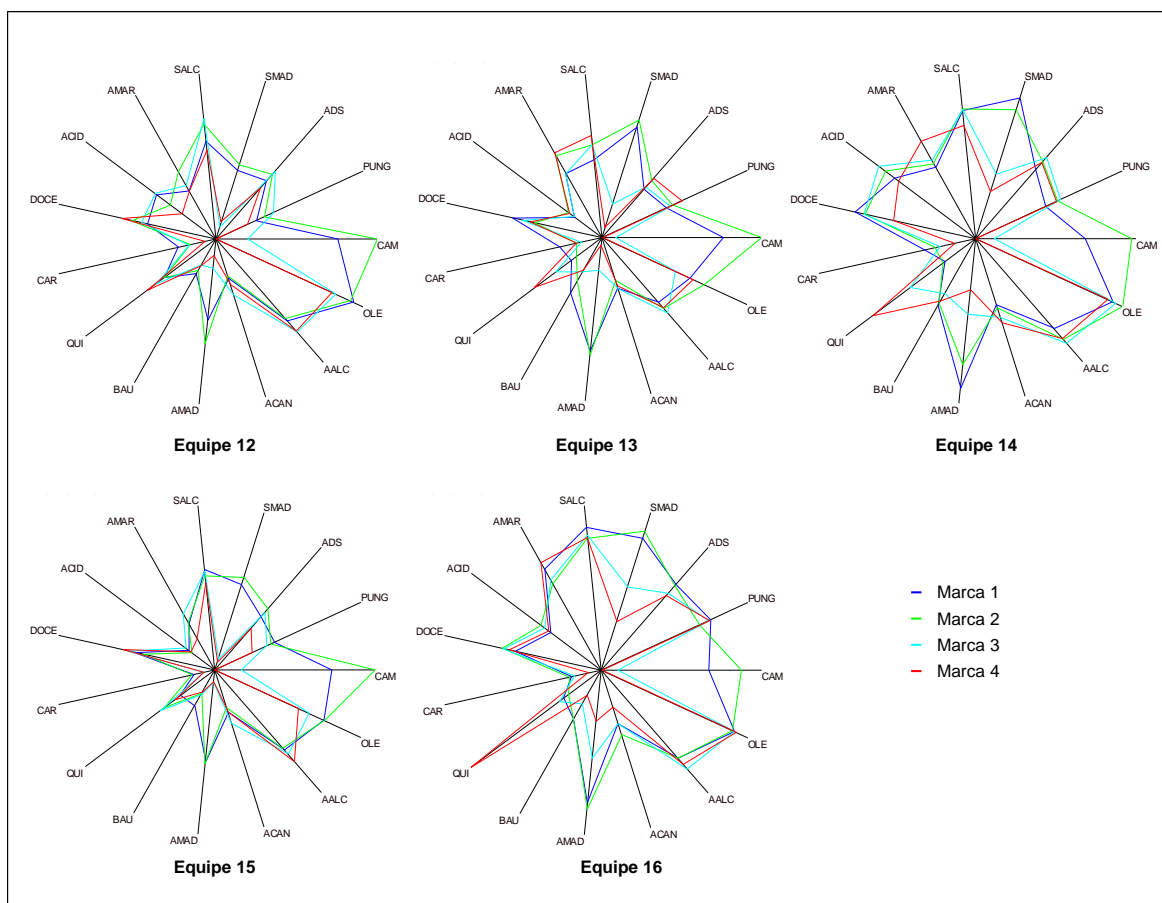 SALC
SMAD
AMAR
ADS
ACID
PUNG
DOCE
CAM
CAR
OLE
QUI
AALC
BAU
ACAN
AMAD
Equipe 12
SALC
SMAD
AMAR
ADS
ACID
PUNG
DOCE
CAM
CAR
OLE
QUI
AALC
BAU
ACAN
AMAD
Equipe 13
SALC
SMAD
AMAR
ADS
ACID
PUNG
DOCE
CAM
CAR
OLE
QUI
AALC
BAU
ACAN
AMAD
Equipe 14
SALC
SMAD
AMAR
ADS
ACID
PUNG
DOCE
CAM
CAR
OLE
QUI
AALC
BAU
ACAN
AMAD
Equipe 15
SALC
SMAD
AMAR
ADS
ACID
PUNG
DOCE
CAM
CAR
OLE
QUI
AALC
BAU
ACAN
AMAD
Equipe 16
Marca 1
Marca 2
Marca 3
Marca 4